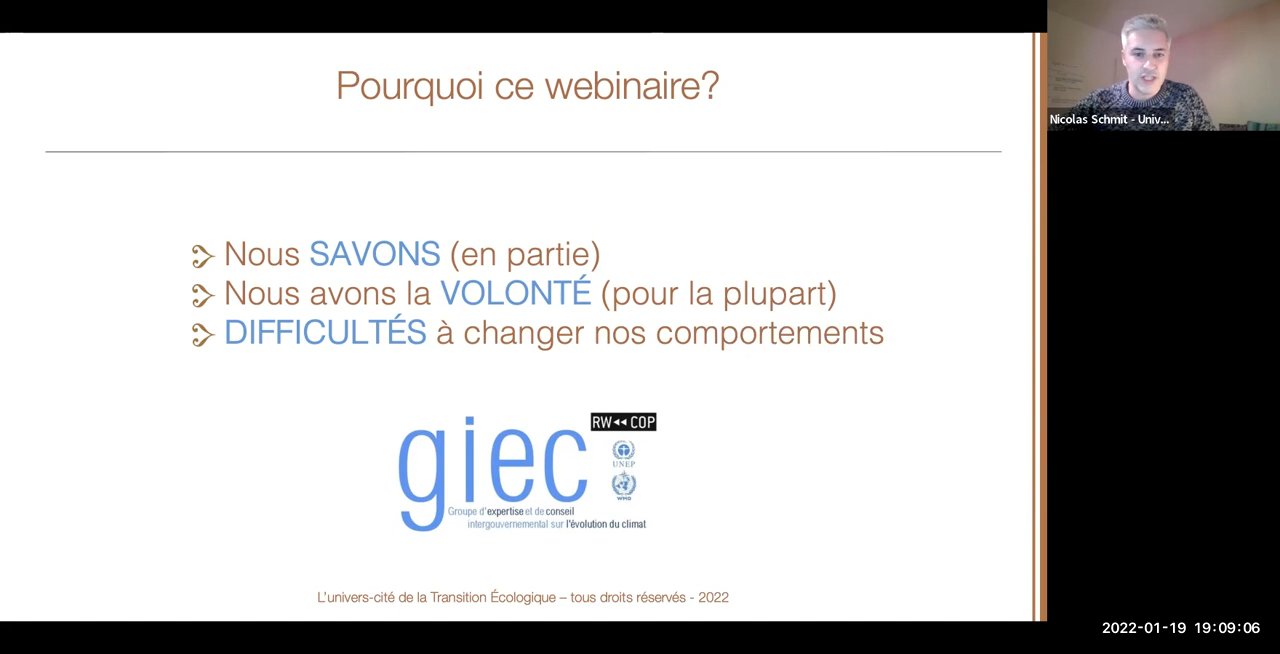 Pourquoi ce webinaire?
Nous SAVONS (en partie)
Nous avons la VOLONTÉ (pour la plupart)
DIFFICULTÉS à changer nos comportements
giec
RW◄◄COP
UNEP
WMO
Groupe d'expertise et de conseil
intergouvernemental sur l'évolution du climat
L'univers-cité de la Transition Écologique – tous droits réservés - 2022
Nicolas Schmit - Univ...
2022-01-19 19:09:06